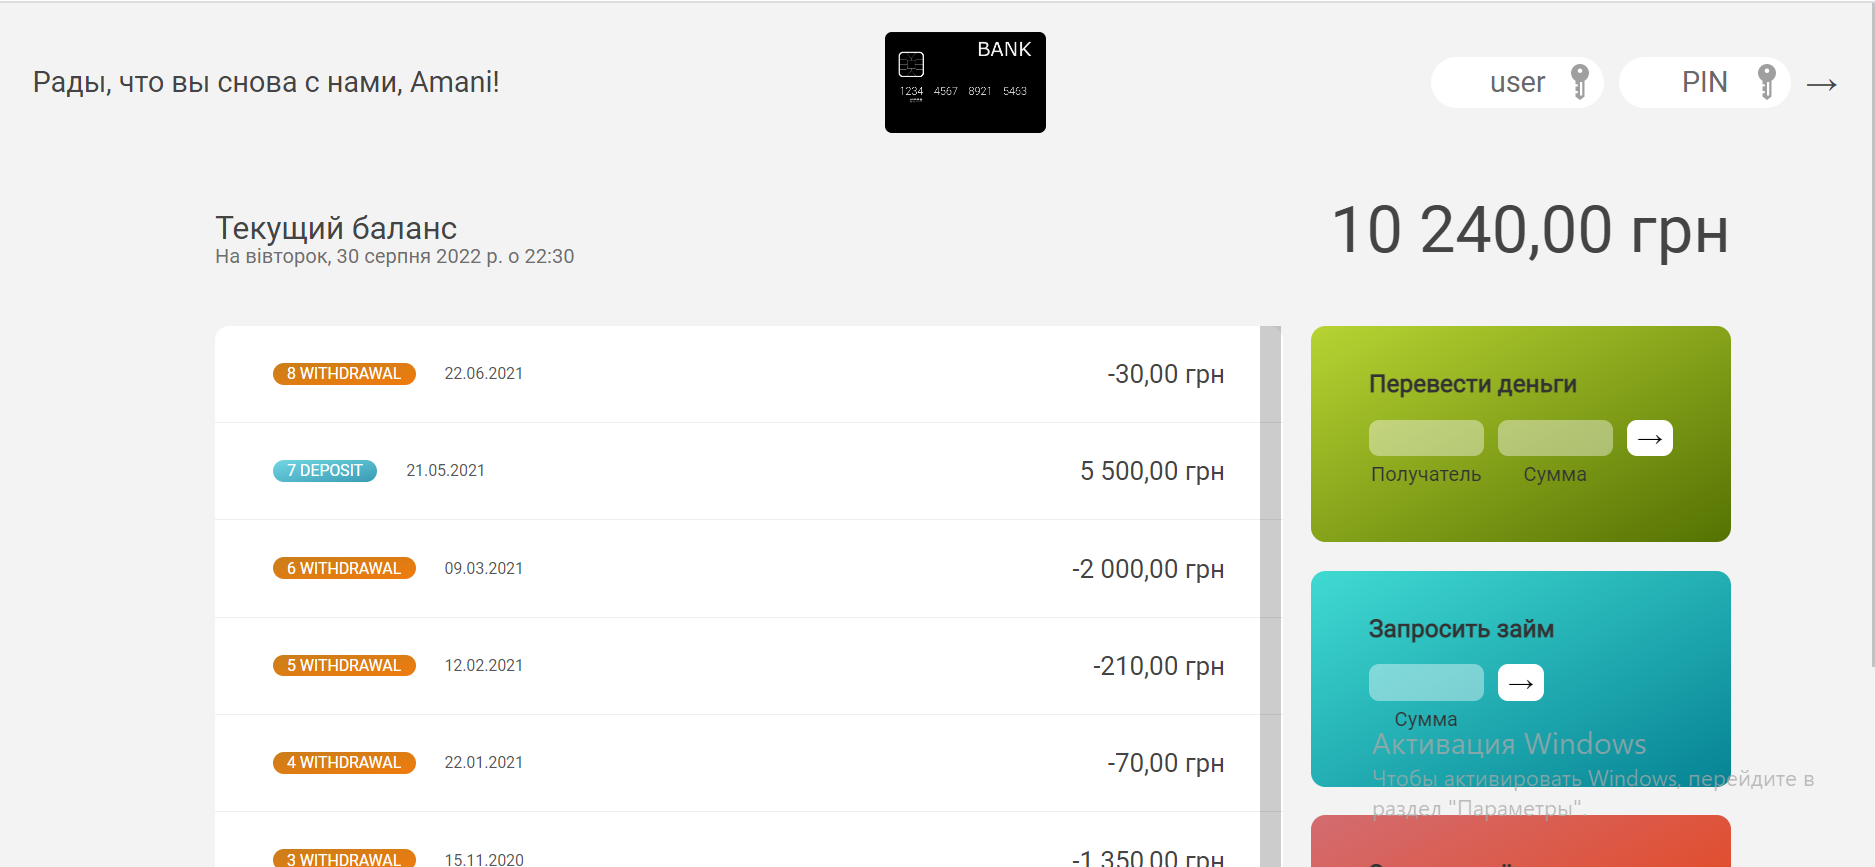 Рады, что вы снова с нами, Amani!
BANK
1234 4567 8921 5463
user
PIN
→
Текущий баланс
На вівторок, 30 серпня 2022 р. о 22:30
10 240,00 грн
8 WITHDRAWAL 22.06.2021 -30,00 грн
7 DEPOSIT 21.05.2021 5 500,00 грн
6 WITHDRAWAL 09.03.2021 -2 000,00 грн
5 WITHDRAWAL 12.02.2021 -210,00 грн
4 WITHDRAWAL 22.01.2021 -70,00 грн
3 WITHDRAWAL 15.11.2020 -1 350,00 грн
Перевести деньги
→
Получатель Сумма
Запросить займ
→
Сумма
Активация Windows
Чтобы активировать Windows, перейдите в
раздел "Параметры".